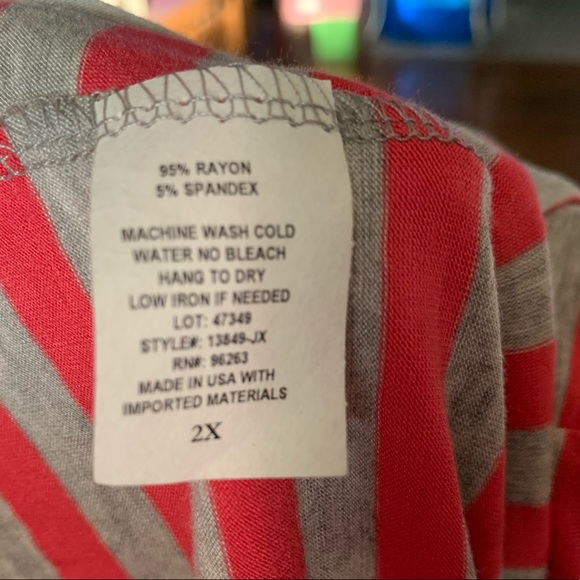 95% RAYON
5% SPANDEX
MACHINE WASH COLD
WATER NO BLEACH
HANG TO DRY
LOW IRON IF NEEDED
LOT: 47349
STYLE#: 13849-JX
RN#: 96263
MADE IN USA WITH
IMPORTED MATERIALS
2X